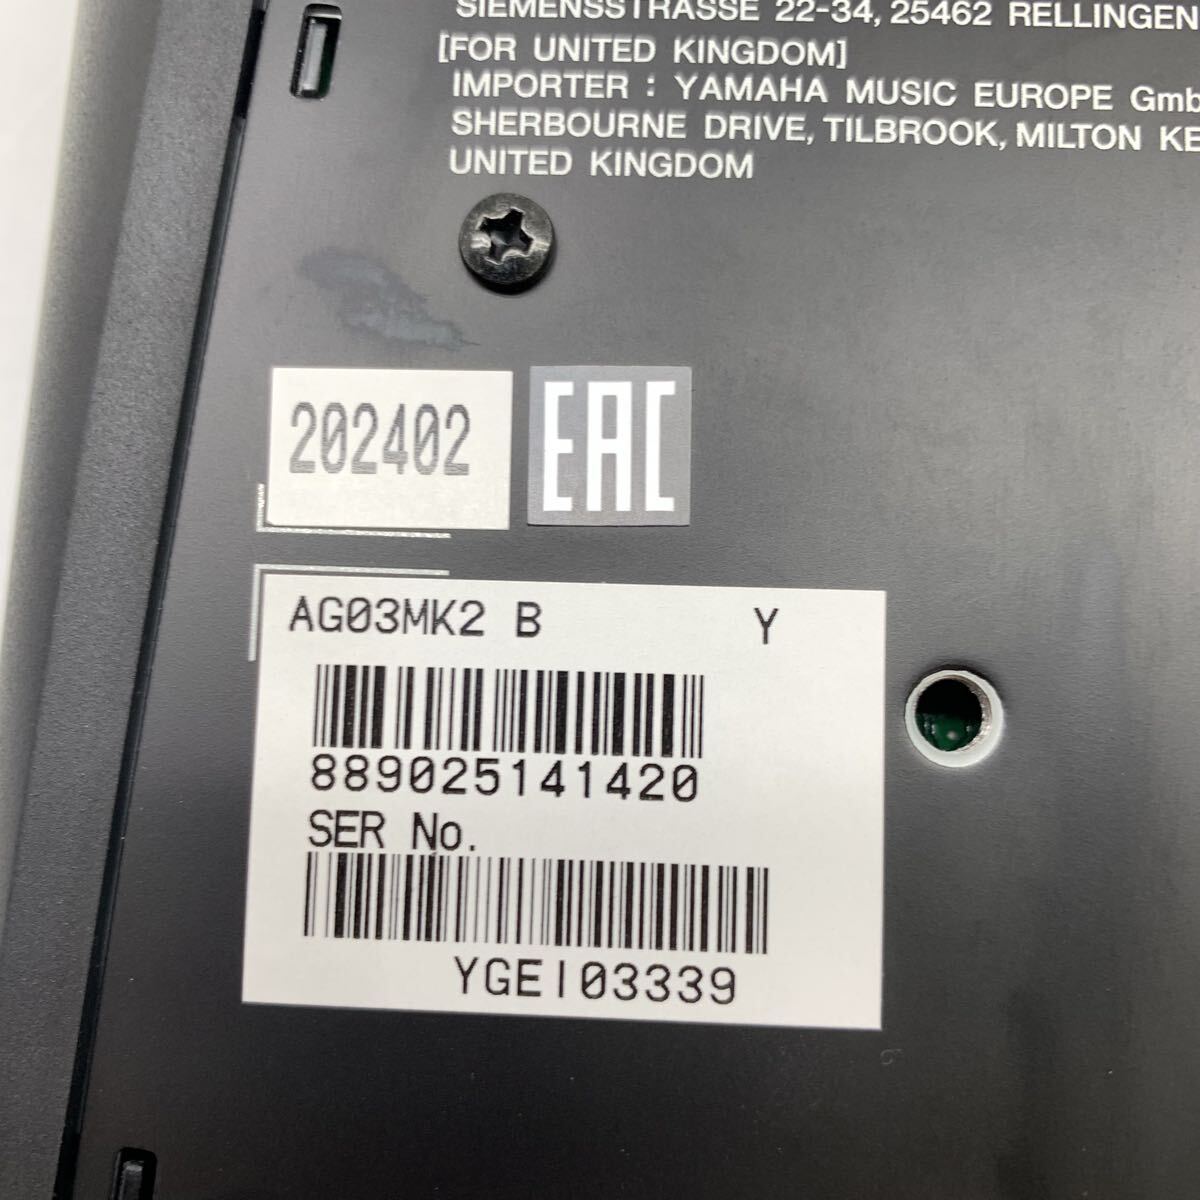 SIEMENSSTRASSE 22-34, 25462 RELLINGEN
[FOR UNITED KINGDOM]
IMPORTER : YAMAHA MUSIC EUROPE Gmb
SHERBOURNE DRIVE, TILBROOK, MILTON KE
UNITED KINGDOM
202402
EAC
AG03MK2 B Y
889025141420
SER No.
YGEI03339